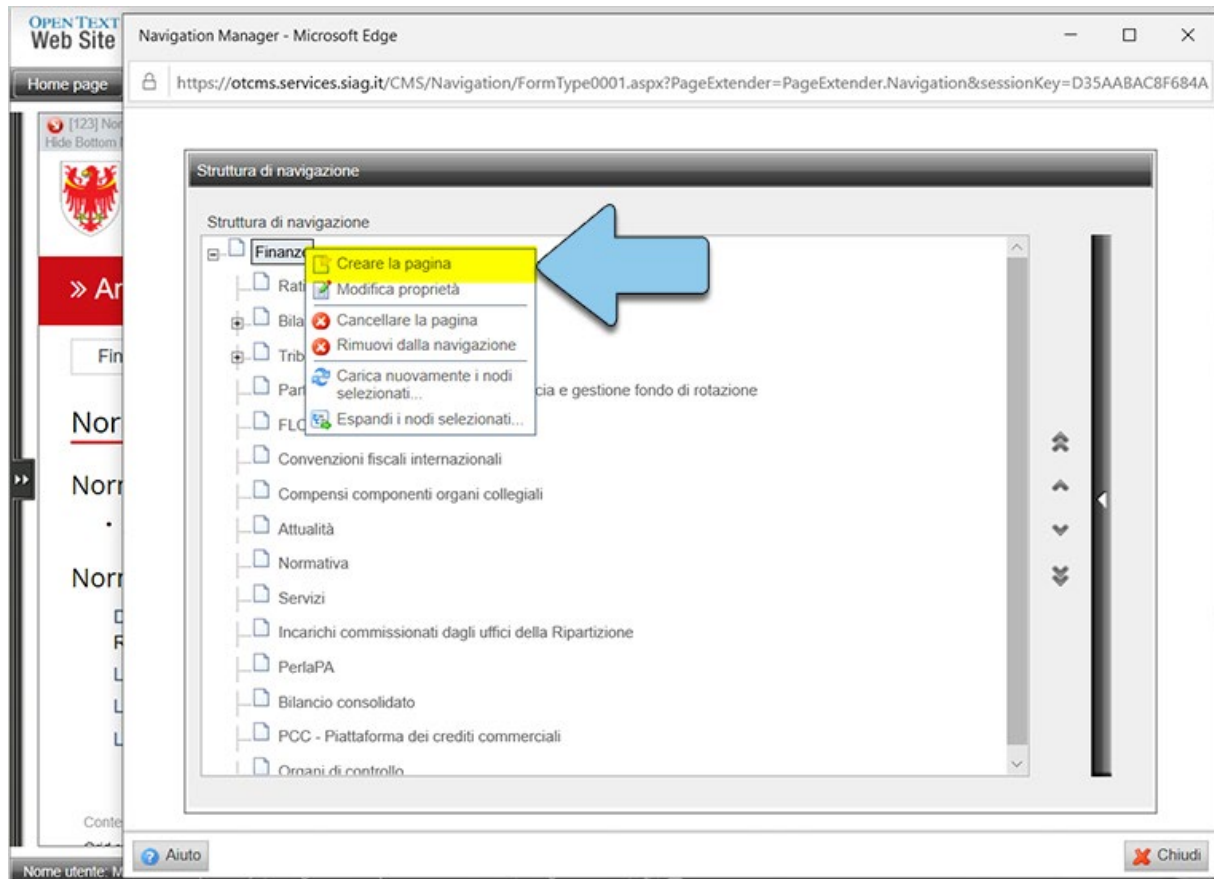 OPEN TEXT
Web Site
Navigation Manager - Microsoft Edge
Home page
https://otcms.services.siag.it/CMS/Navigation/FormType0001.aspx?PageExtender=PageExtender.Navigation&sessionKey=D35AABAC8F684A
[123] Nor
Hide Bottom
Struttura di navigazione
Struttura di navigazione
Finanze
Creare la pagina
» Ar
Rati
Modifica proprietà
Bila
Cancellare la pagina
Fin
Trib
Rimuovi dalla navigazione
Carica nuovamente i nodi
selezionati...
Part
cia e gestione fondo di rotazione
Nor
FLO
Espandi i nodi selezionati...
Convenzioni fiscali internazionali
Norr
Compensi componenti organi collegiali
Attualità
Normativa
Norr
Servizi
Incarichi commissionati dagli uffici della Ripartizione
PerlaPA
Bilancio consolidato
PCC - Piattaforma dei crediti commerciali
Organi di controllo
Conte
Aiuto
Chiudi
Nome utente: M